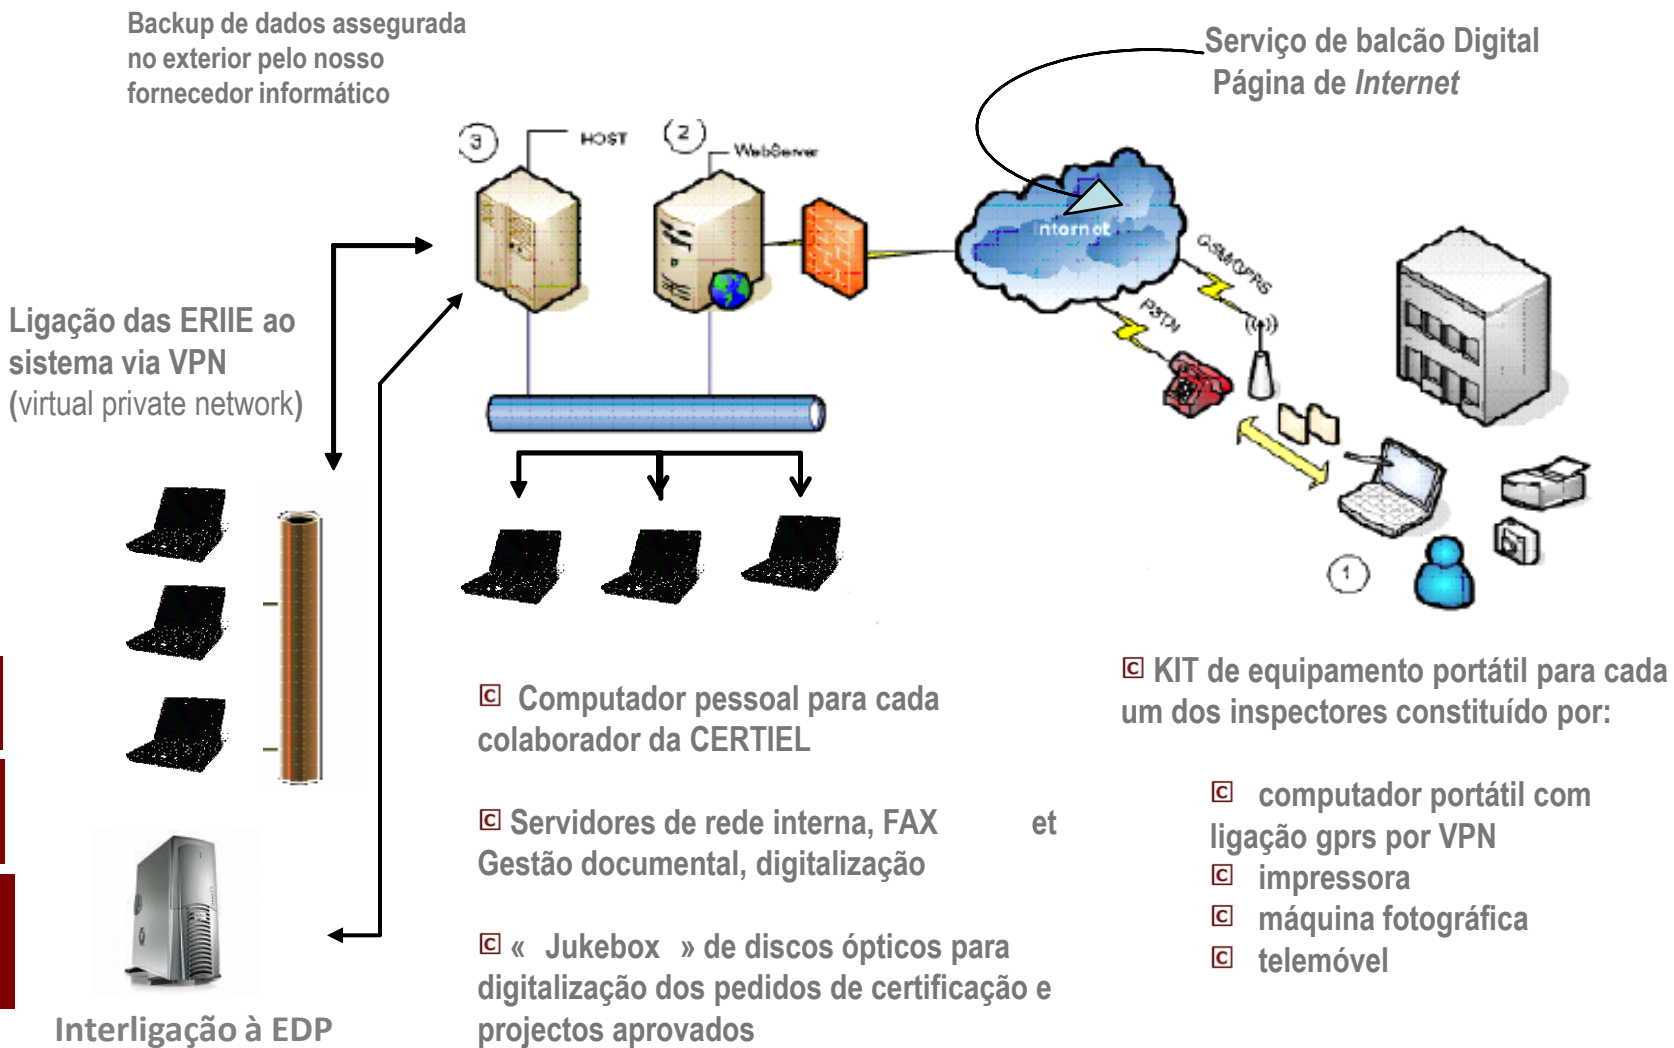 Backup de dados assegurada
no exterior pelo nosso
fornecedor informático
Serviço de balcão Digital
Página de Internet
3
HOST
2
WebServer
Internet
GSM/GPRS
PSTN
1
Ligação das ERIIE ao
sistema via VPN
(virtual private network)
Interligação à EDP
C Computador pessoal para cada
colaborador da CERTIEL
C Servidores de rede interna, FAX et
Gestão documental, digitalização
C « Jukebox » de discos ópticos para
digitalização dos pedidos de certificação e
projectos aprovados
C KIT de equipamento portátil para cada
um dos inspectores constituído por:
C computador portátil com
ligação gprs por VPN
C impressora
C máquina fotográfica
C telemóvel